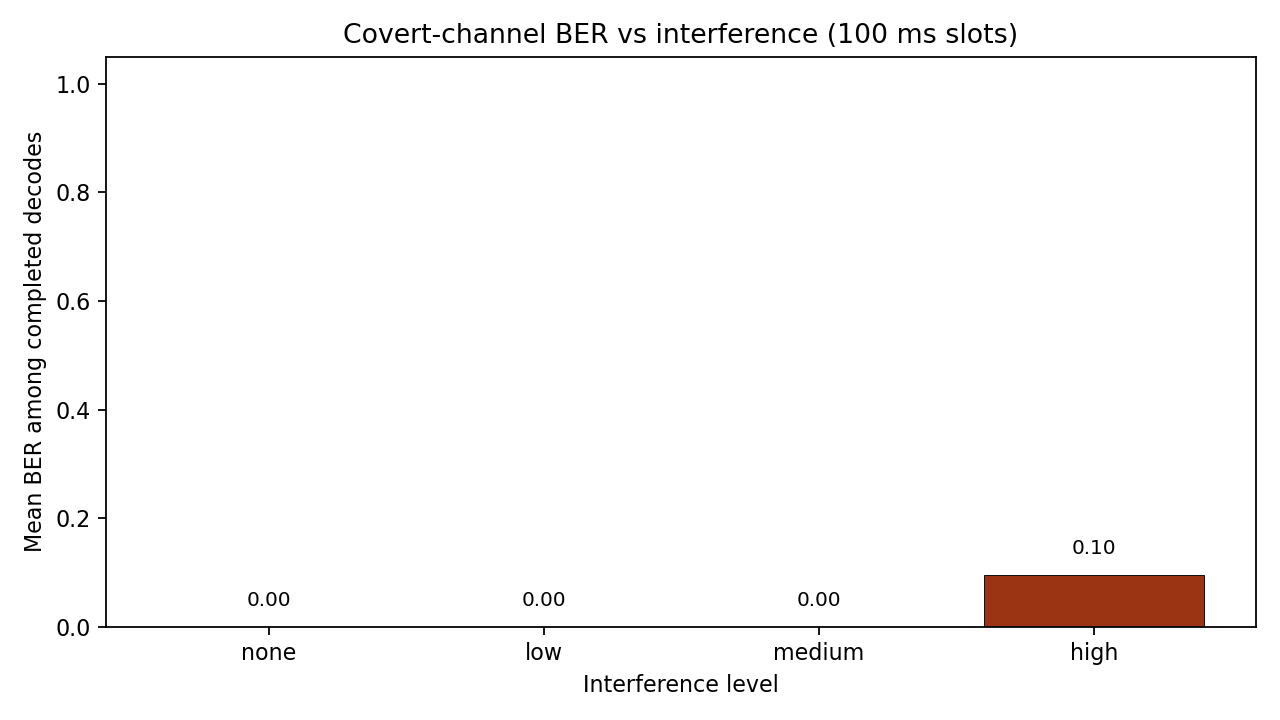 Covert-channel BER vs interference (100 ms slots)
Mean BER among completed decodes
1.0
0.8
0.6
0.4
0.2
0.0
0.00
0.00
0.00
0.10
none
low
medium
high
Interference level